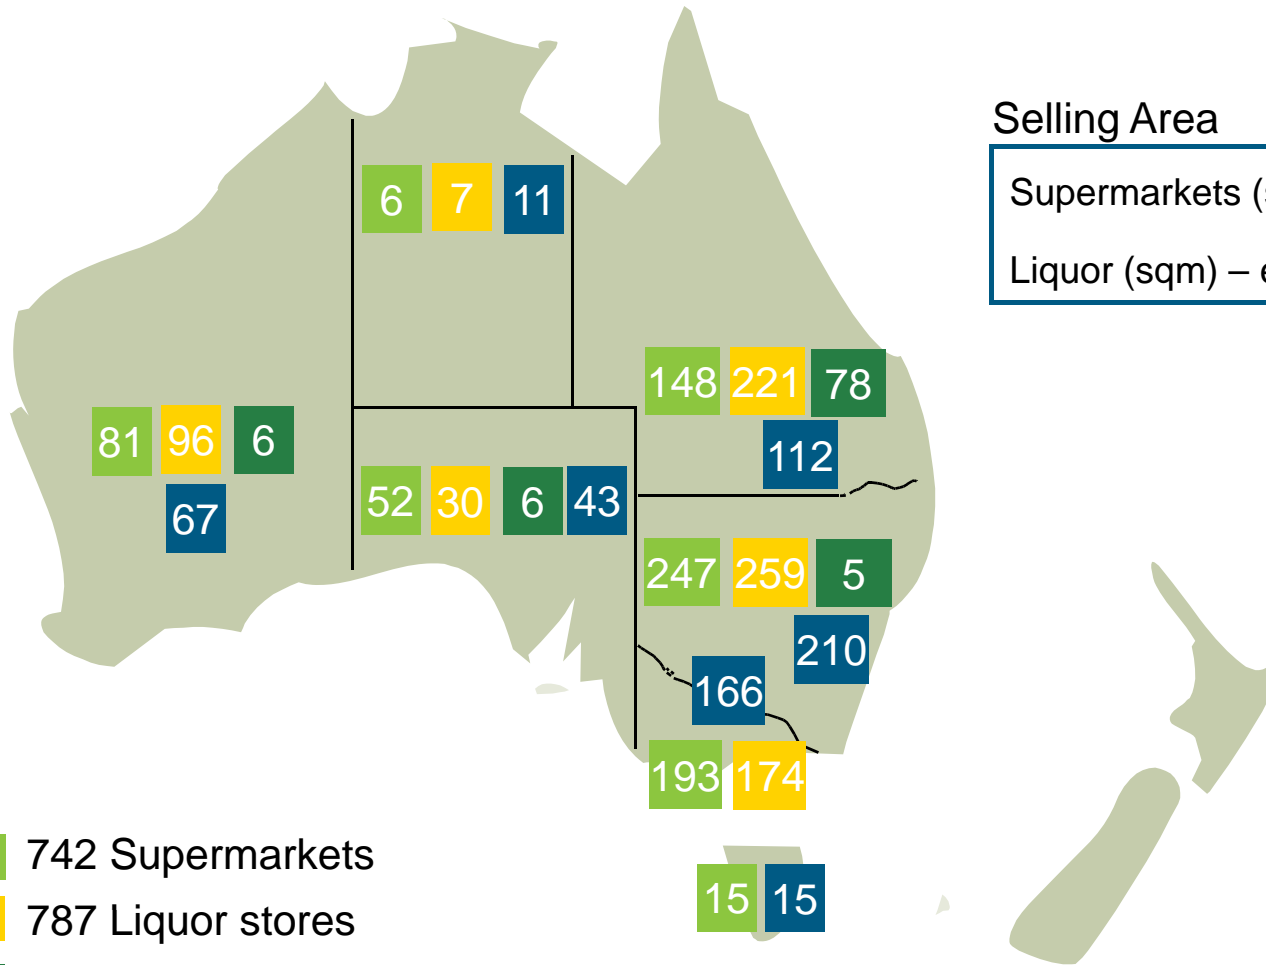 Selling Area
Supermarkets
Liquor (sqm) –
6 7 11
148 221 78
112
81 96 6
67
52 30 6 43
247 259 5
210
166
193 174
15 15
742 Supermarkets
787 Liquor stores